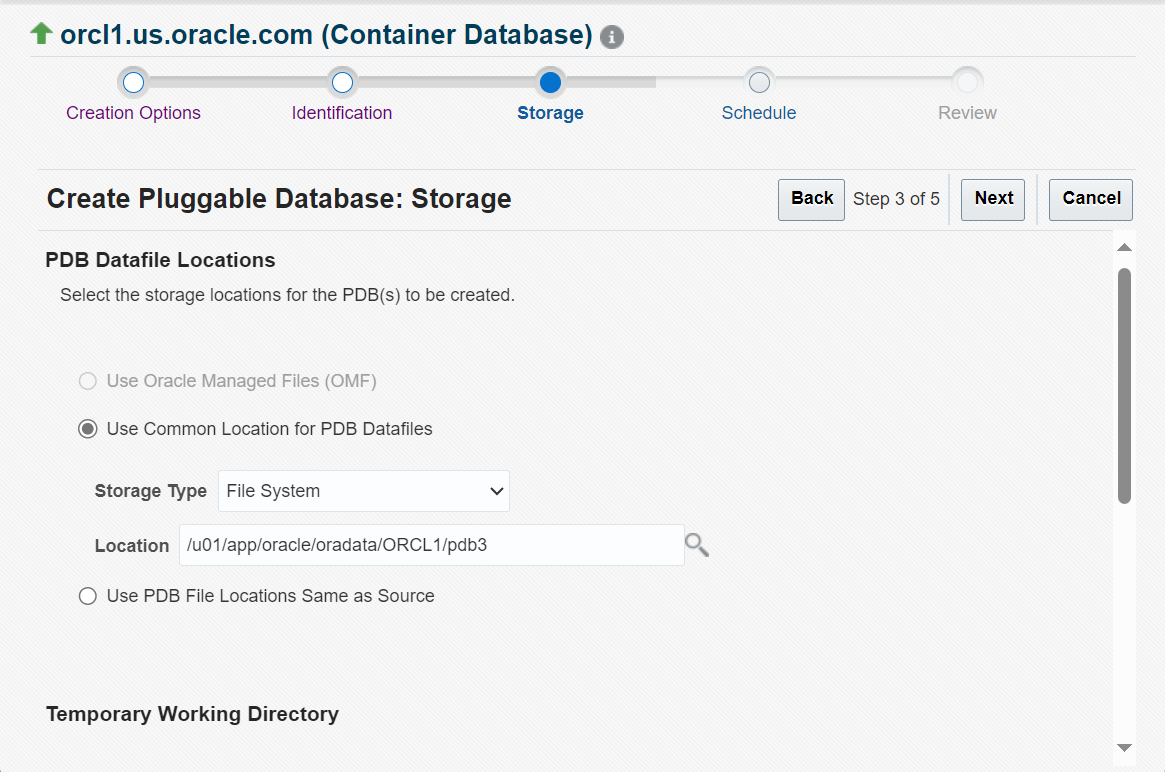 orcl1.us.oracle.com (Container Database) i
Creation Options Identification Storage Schedule Review
Create Pluggable Database: Storage Back Step 3 of 5 Next Cancel
PDB Datafile Locations
Select the storage locations for the PDB(s) to be created.
Use Oracle Managed Files (OMF)
Use Common Location for PDB Datafiles
Storage Type File System
Location /u01/app/oracle/oradata/ORCL1/pdb3
Use PDB File Locations Same as Source
Temporary Working Directory